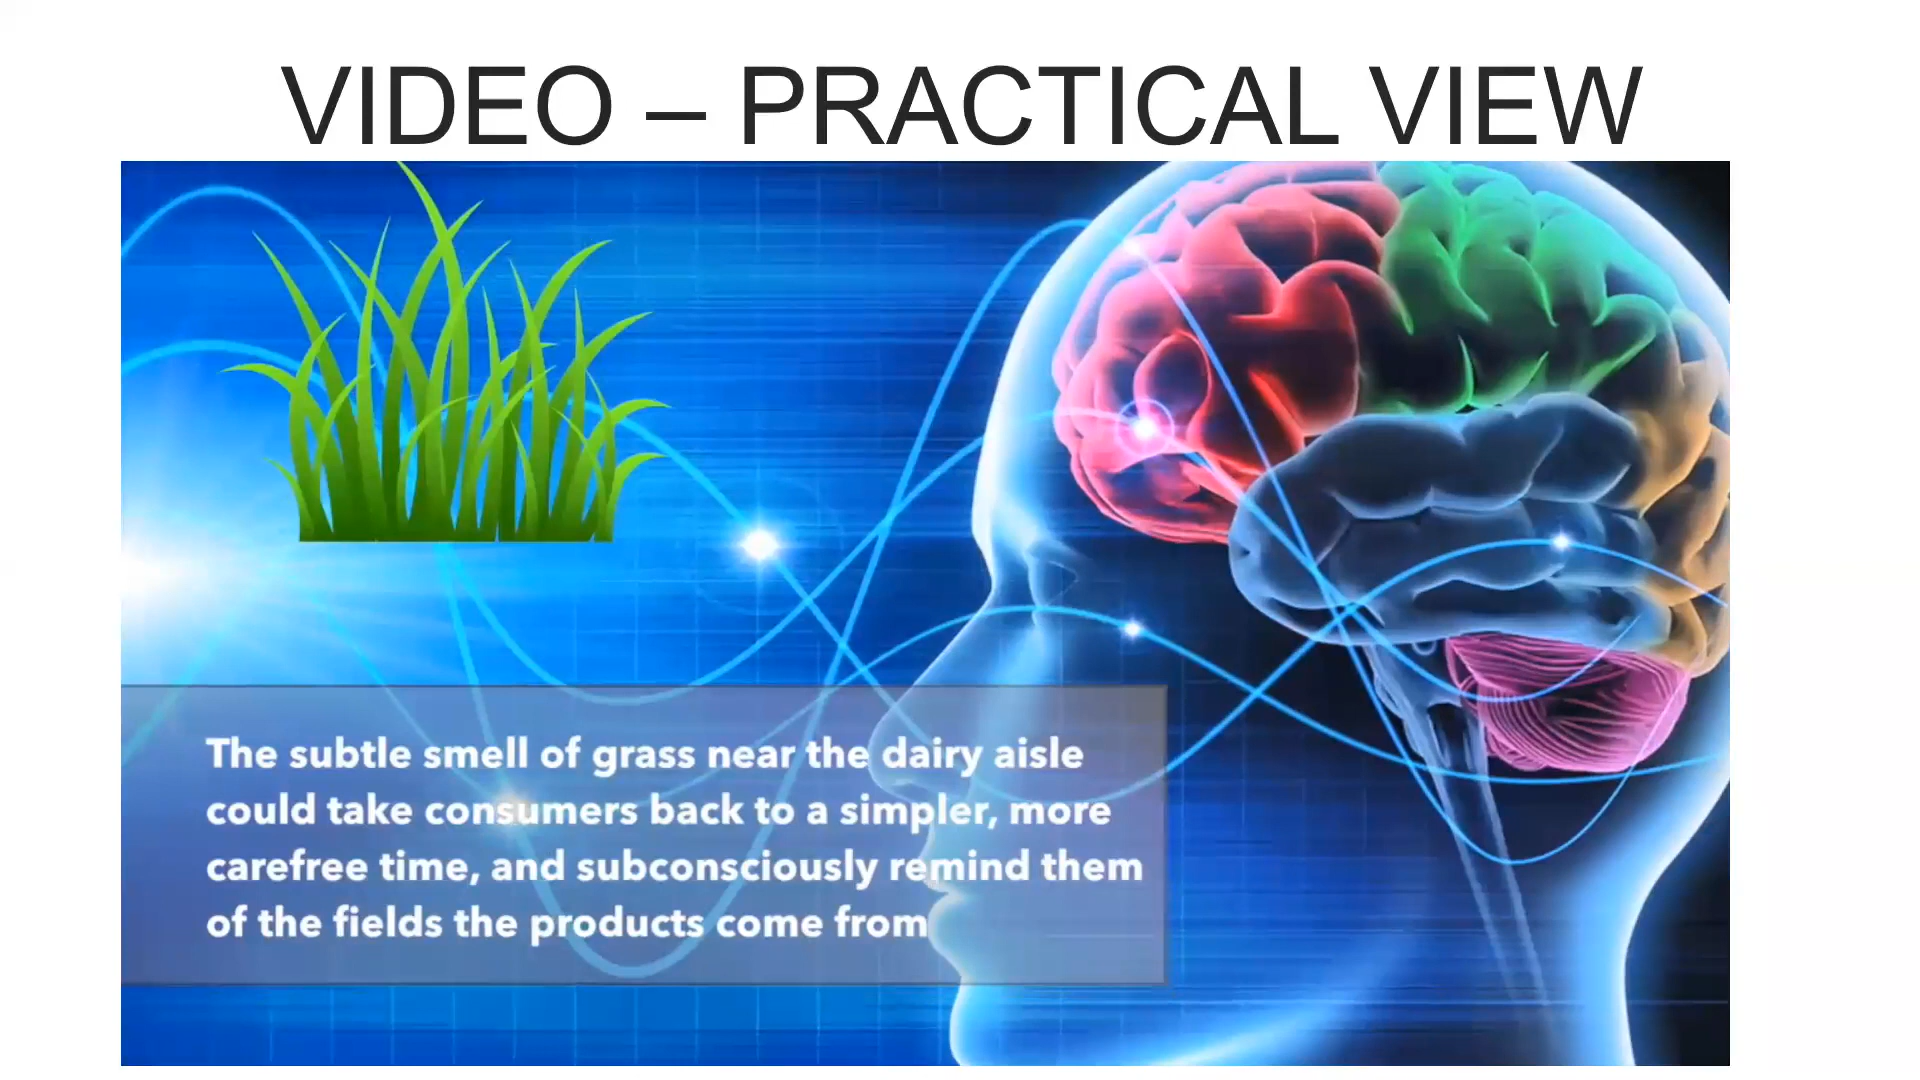 VIDEO – PRACTICAL VIEW
The subtle smell of grass near the dairy aisle
could take consumers back to a simpler, more
carefree time, and subconsciously remind them
of the fields the products come from